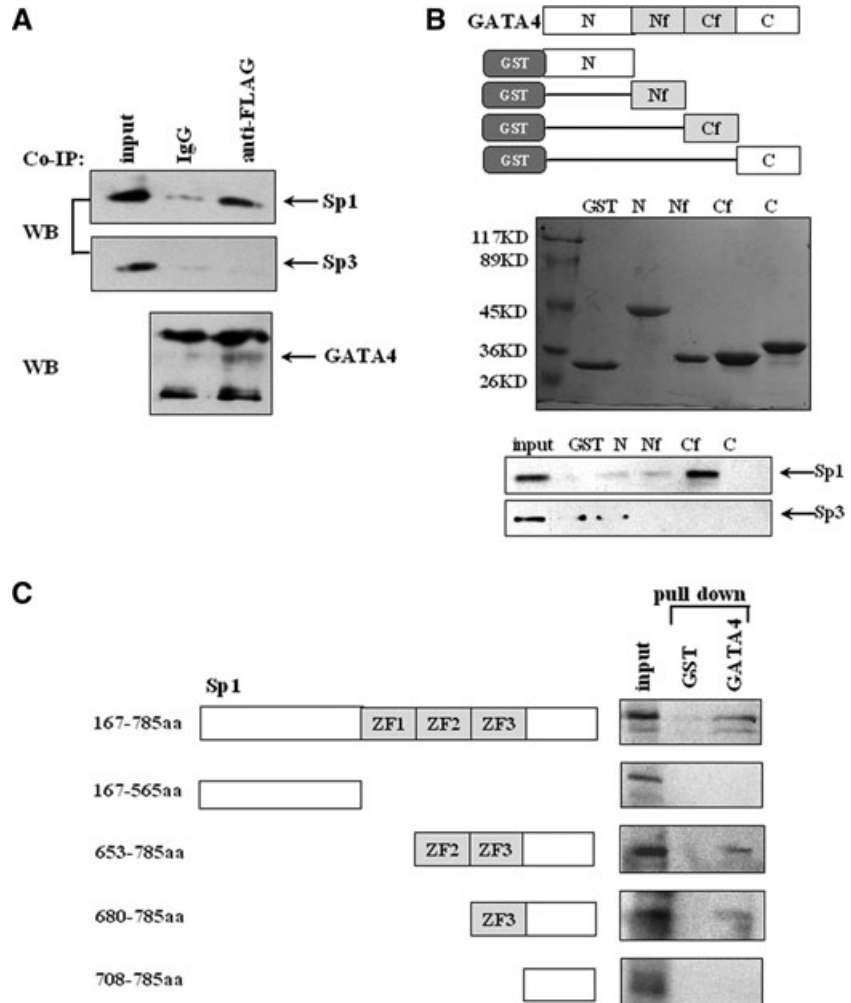 A
Co-IP:
input
IgG
anti-FLAG
Sp1
WB
Sp3
WB
GATA4
B
GATA4 N Nf Cf C
GST N
GST Nf
GST Cf
GST C
GST N Nf Cf C
117KD
89KD
45KD
36KD
26KD
input GST N Nf Cf C
Sp1
Sp3
C
pull down
input
GST
GATA4
Sp1
167-785aa ZF1 ZF2 ZF3
167-565aa
653-785aa ZF2 ZF3
680-785aa ZF3
708-785aa